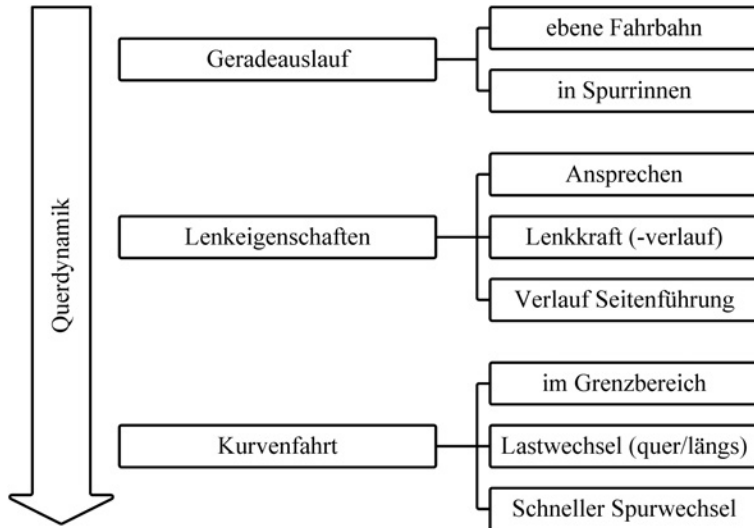 Querdynamik
Geradeauslauf
ebene Fahrbahn
in Spurrinnen
Lenkeigenschaften
Ansprechen
Lenkkraft (-verlauf)
Verlauf Seitenführung
Kurvenfahrt
im Grenzbereich
Lastwechsel (quer/längs)
Schneller Spurwechsel